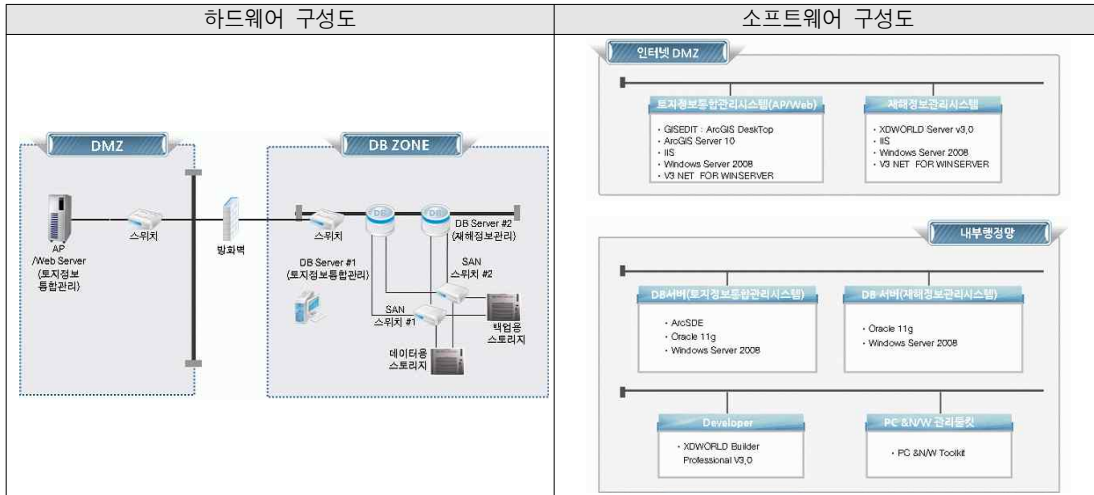 하드웨어 구성도
DMZ
AP
/Web Server
(토지정보
통합관리)
스위치
방화벽
DB ZONE
스위치
DB
DB
DB Server #2
(재해정보관리)
DB Server #1
(토지정보통합관리)
SAN
스위치 #2
SAN
스위치 #1
백업용
스토리지
데이터용
스토리지
소프트웨어 구성도
인터넷 DMZ
토지정보통합관리시스템(AP/Web)
• GISEDIT : ArcGIS DeskTop
• ArcGIS Server 10
• IIS
• Windows Server 2008
• V3 NET FOR WINSERVER
재해정보관리시스템
• XDWORLD Server v3,0
• IIS
• Windows Server 2008
• V3 NET FOR WINSERVER
내부행정망
DB서버(토지정보통합관리시스템)
• ArcSDE
• Oracle 11g
• Windows Server 2008
DB 서버(재해정보관리시스템)
• Oracle 11g
• Windows Server 2008
Developer
• XDWORLD Builder
Professional V3,0
PC &N/W 관리툴킷
• PC &N/W Toolkit